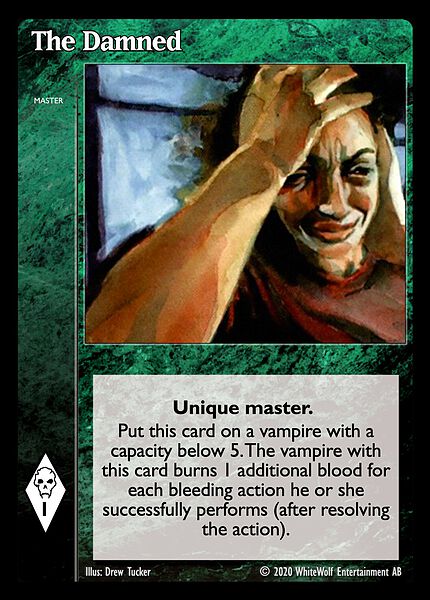 The Damned
MASTER
Unique master.
Put this card on a vampire with a
capacity below 5.The vampire with
this card burns 1 additional blood for
each bleeding action he or she
successfully performs (after resolving
the action).
1
Illus: Drew Tucker
© 2020 WhiteWolf Entertainment AB